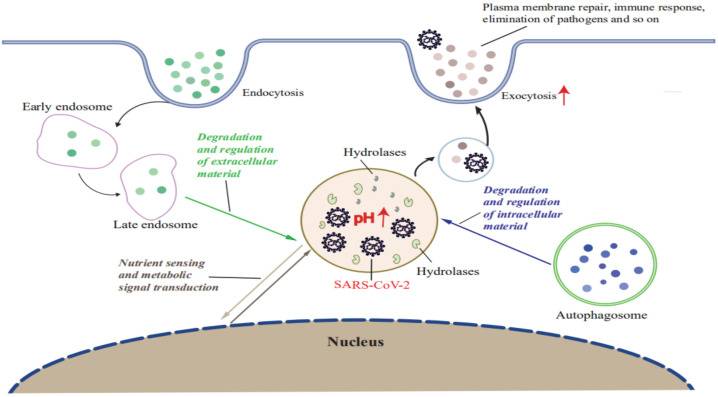 Plasma membrane repair, immune response,
elimination of pathogens and so on
Endocytosis
Exocytosis
Early endosome
Degradation
and regulation
of extracellular
material
Hydrolases
Late endosome
pH
Degradation
and regulation
of intracellular
material
Nutrient sensing
and metabolic
signal transduction
Hydrolases
SARS-CoV-2
Autophagosome
Nucleus